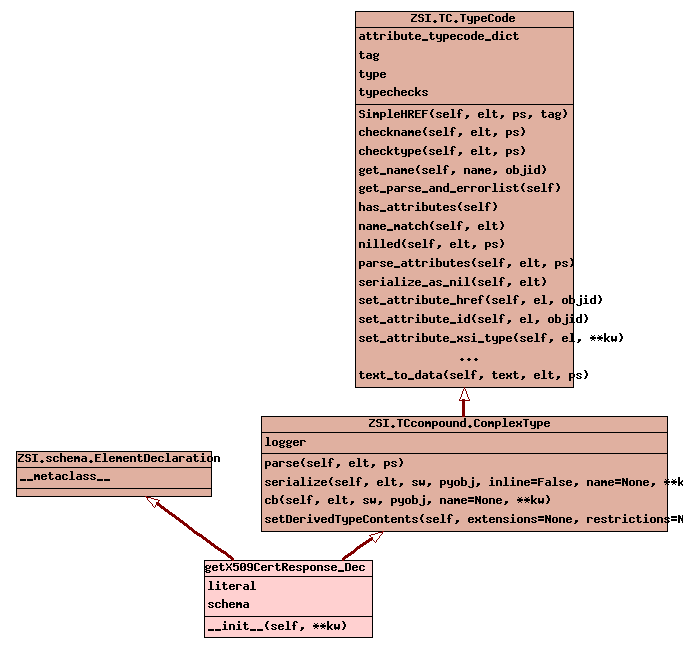 ZSI.TC.TypeCode
attribute_typecode_dict
tag
type
typechecks
SimpleHREF(self, elt, ps, tag)
checkname(self, elt, ps)
checktype(self, elt, ps)
get_name(self, name, objid)
get_parse_and_errorlist(self)
has_attributes(self)
name_match(self, elt)
nilled(self, elt, ps)
parse_attributes(self, elt, ps)
serialize_as_nil(self, elt)
set_attribute_href(self, el, objid)
set_attribute_id(self, el, objid)
set_attribute_xsi_type(self, el, **kw)
...
text_to_data(self, text, elt, ps)
ZSI.TCcompound.ComplexType
logger
parse(self, elt, ps)
serialize(self, elt, sw, pyobj, inline=False, name=None, **k
cb(self, elt, sw, pyobj, name=None, **kw)
setDerivedTypeContents(self, extensions=None, restrictions=N
ZSI.schema.ElementDeclaration
__metaclass__
getX509CertResponse_Dec
literal
schema
__init__(self, **kw)